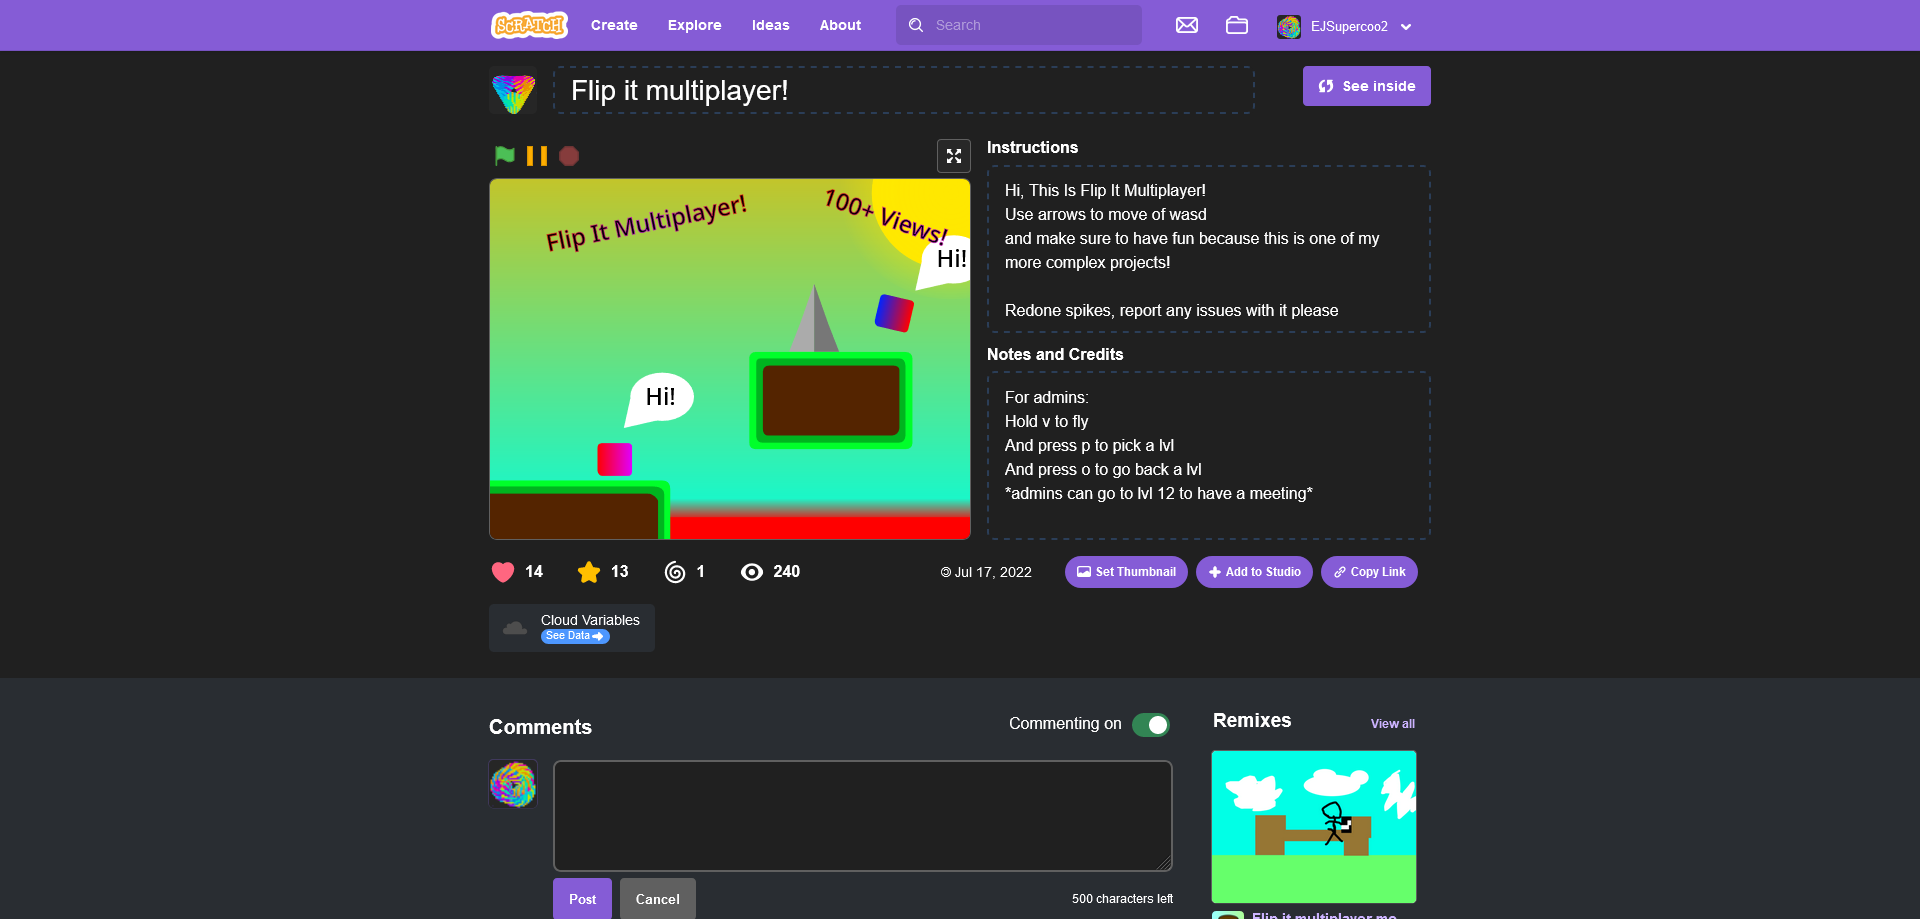 SCRATCH Create Explore Ideas About Search EJSupercoo2
Flip it multiplayer!
See inside
Flip It Multiplayer!
100+ Views!
Hi!
Hi!
Instructions
Hi, This Is Flip It Multiplayer!
Use arrows to move of wasd
and make sure to have fun because this is one of my
more complex projects!
Redone spikes, report any issues with it please
Notes and Credits
For admins:
Hold v to fly
And press p to pick a lvl
And press o to go back a lvl
*admins can go to lvl 12 to have a meeting*
14 13 1 240 © Jul 17, 2022 Set Thumbnail Add to Studio Copy Link
Cloud Variables
See Data
Comments
Commenting on
Remixes View all
Post Cancel
500 characters left
Flip it multiplayer mo